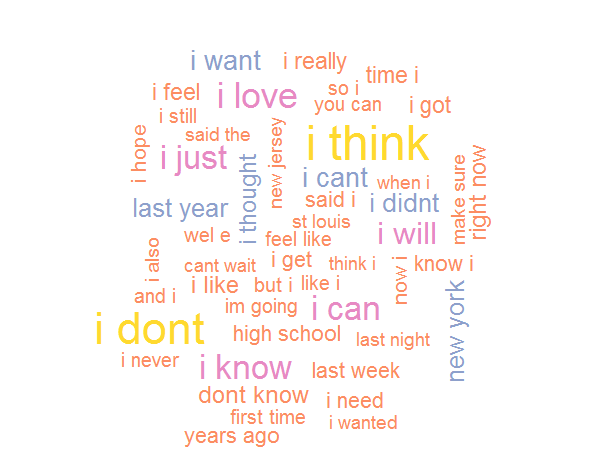 i want
i really
time i
i feel
i love
so i
you can
i got
i still
said the
i think
i hope
i just
new jersey
i thought
i cant
when i
make sure
right now
last year
said i
i didnt
st louis
wel e
feel like
i will
i also
cant wait
i get
think i
now i
know i
i like
but i
like i
and i
im going
i can
new york
i dont
high school
last night
i never
i know
last week
dont know
i need
first time
i wanted
years ago